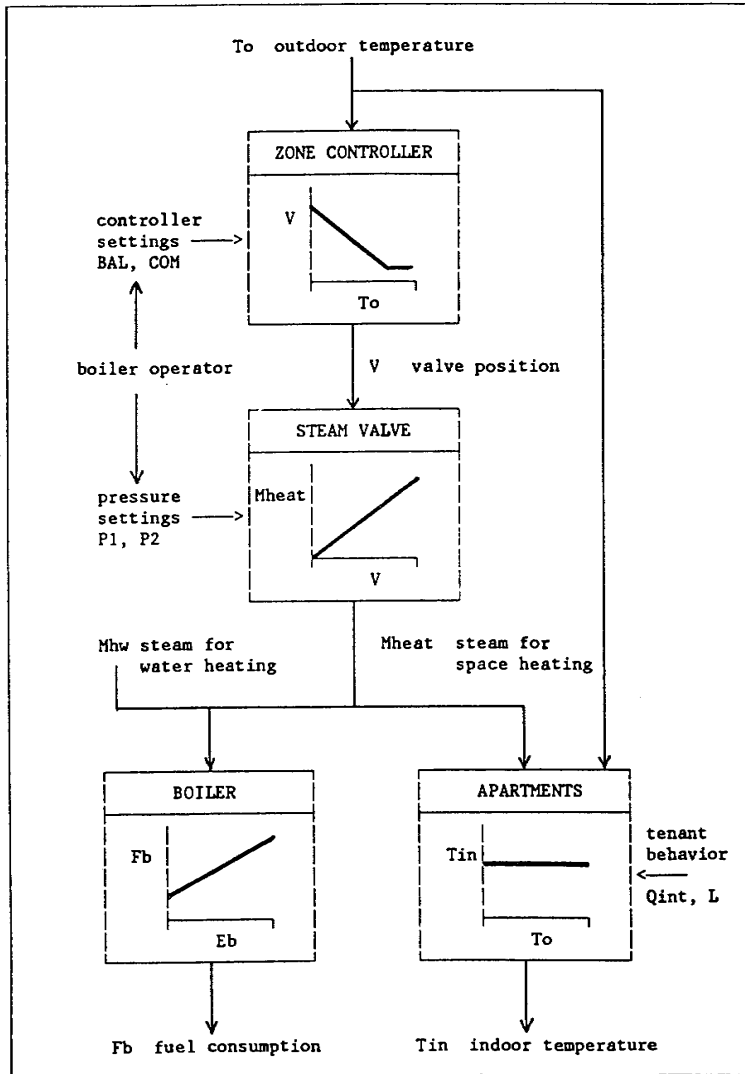 To outdoor temperature
ZONE CONTROLLER
V
To
controller
settings
BAL, COM
boiler operator
V valve position
STEAM VALVE
Mheat
V
pressure
settings
P1, P2
Mhw steam for
water heating
Mheat steam for
space heating
BOILER
Fb
Eb
APARTMENTS
Tin
To
tenant
behavior
Qint, L
Fb fuel consumption
Tin indoor temperature